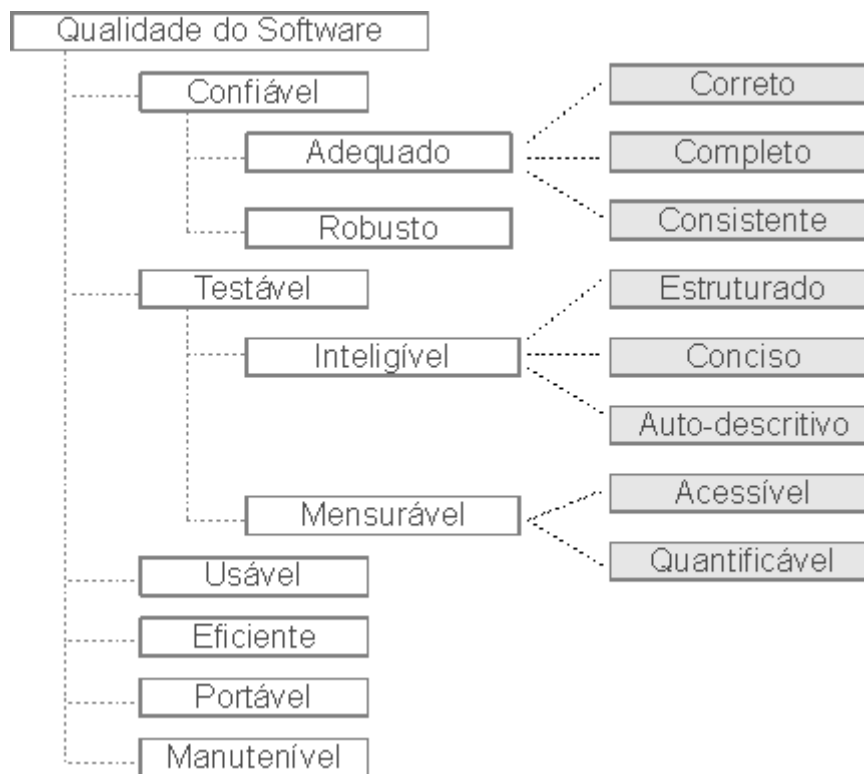 Qualidade do Software
Confiável
Correto
Adequado
Completo
Robusto
Consistente
Testável
Estruturado
Inteligível
Conciso
Auto-descritivo
Mensurável
Acessível
Quantificável
Usável
Eficiente
Portável
Manutenível